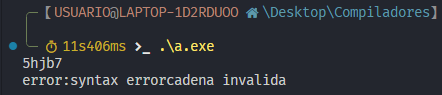 [USUARIO@LAPTOP-1D2RDUOO \Desktop\Compiladores]
11s406ms >_ .\a.exe
5hjb7
error:syntax errorcadena invalida